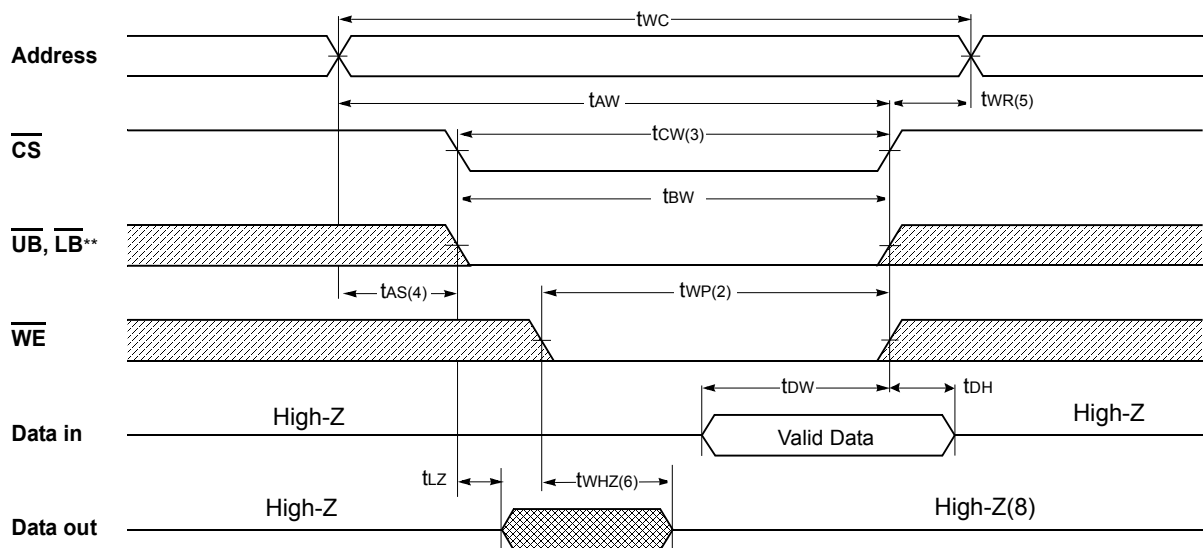 tWC
Address
tAW
tWR(5)
tCW(3)
CS
tBW
UB, LB**
tAS(4)
tWP(2)
WE
tDW
tDH
High-Z
High-Z
Data in
Valid Data
tLZ
tWHZ(6)
High-Z
High-Z(8)
Data out